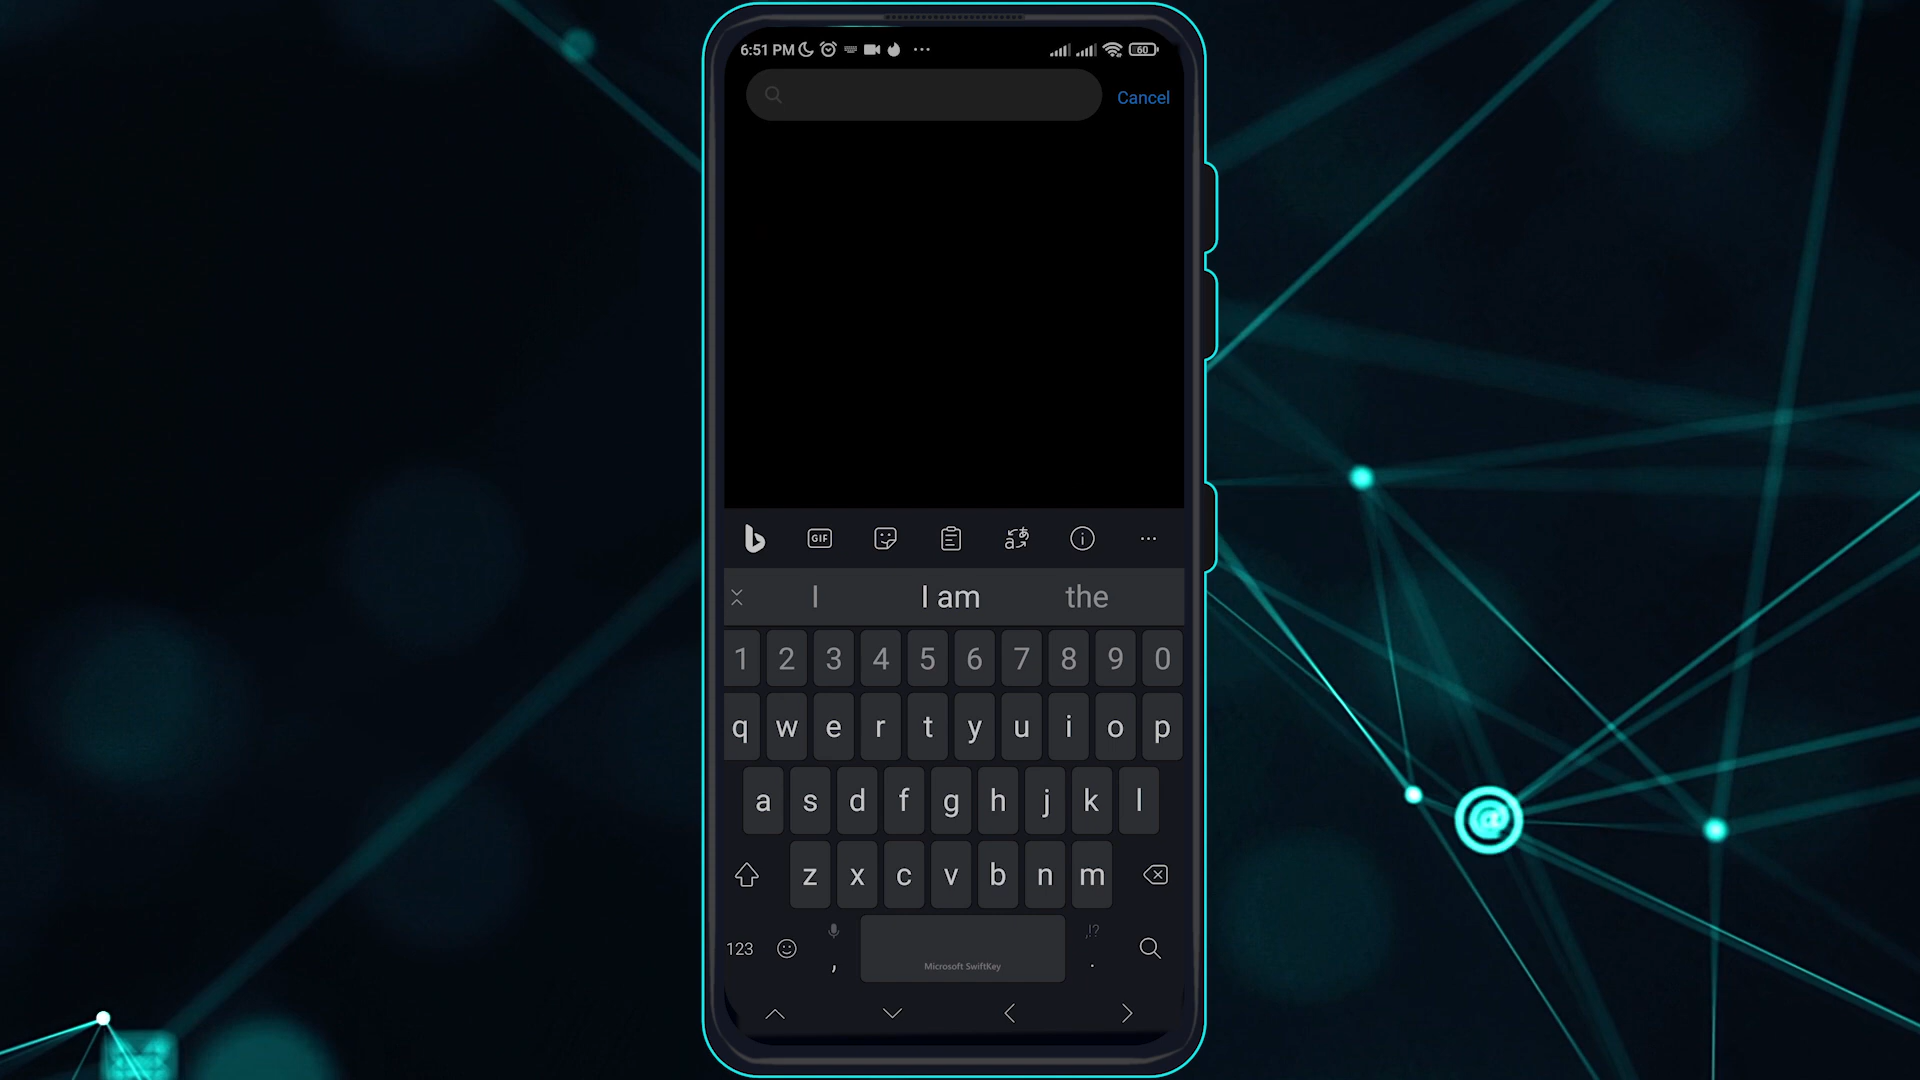 6:51 PM 60
Cancel
GIF
I I am the
1 2 3 4 5 6 7 8 9 0
q w e r t y u i o p
a s d f g h j k l
z x c v b n m
123 , Microsoft SwiftKey ,!? .
@